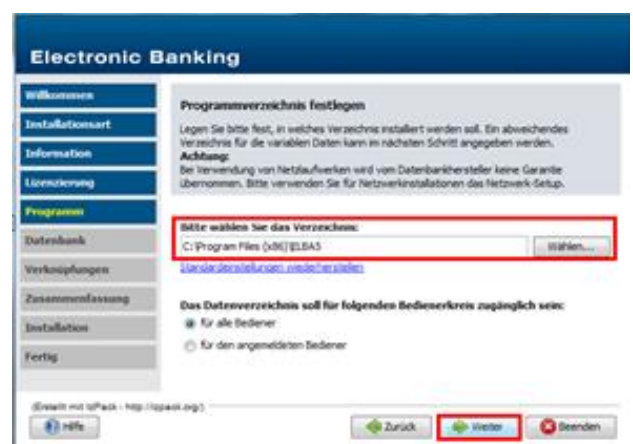 Electronic Banking
Willkommen
Installationsart
Information
Lizenzierung
Programm
Datenbank
Verknüpfungen
Zusammenfassung
Installation
Fertig
Programmverzeichnis festlegen
Legen Sie bitte fest, in welches Verzeichnis installiert werden soll. Ein abweichendes
Verzeichnis für die variablen Daten kann im nächsten Schritt angegeben werden.
Achtung:
Bei Verwendung von Netzlaufwerken wird vom Datenbankhersteller keine Garantie
übernommen. Bitte verwenden Sie für Netzwerkinstallationen das Netzwerk-Setup.
Bitte wählen Sie das Verzeichnis:
C:\Program Files (x86)\ELBA5
Wählen...
Standardeinstellungen wiederherstellen
Das Datenverzeichnis soll für folgenden Bedienerkreis zugänglich sein:
für alle Bediener
für den angemeldeten Bediener
(Erstellt mit IzPack - http://izpack.org/)
Hilfe
Zurück
Weiter
Beenden